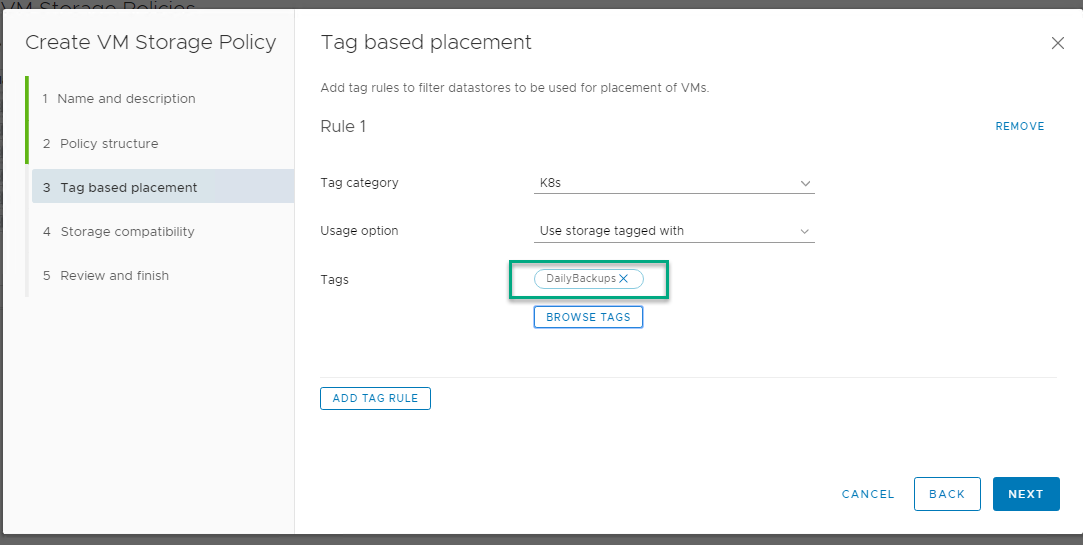 VM Storage Policies
Create VM Storage Policy
1 Name and description
2 Policy structure
3 Tag based placement
4 Storage compatibility
5 Review and finish
Tag based placement
Add tag rules to filter datastores to be used for placement of VMs.
Rule 1
REMOVE
Tag category
K8s
Usage option
Use storage tagged with
Tags
DailyBackups
BROWSE TAGS
ADD TAG RULE
CANCEL
BACK
NEXT